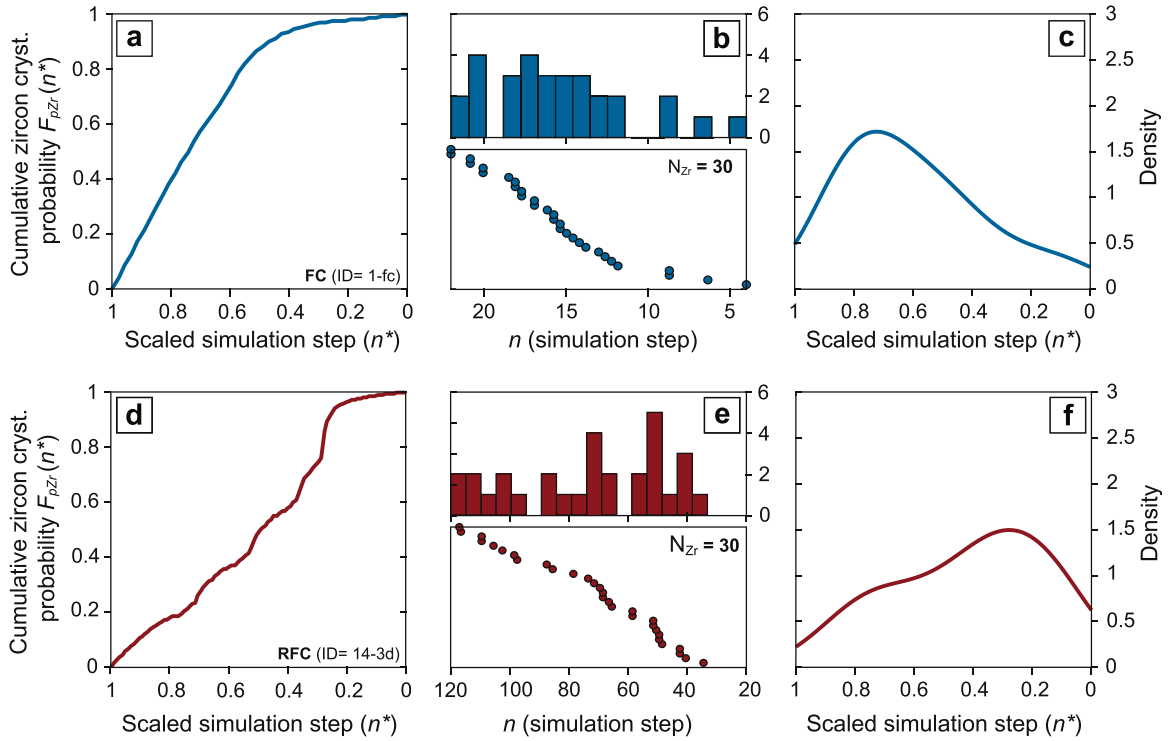 a
Cumulative zircon cryst.
probability FpZr (n*)
1
0.8
0.6
0.4
0.2
0
FC (ID= 1-fc)
1 0.8 0.6 0.4 0.2 0
Scaled simulation step (n*)
b
6
4
2
0
NZr = 30
20 15 10 5
n (simulation step)
c
3
2.5
2
1.5
1
0.5
0
Density
1 0.8 0.6 0.4 0.2 0
Scaled simulation step (n*)
d
Cumulative zircon cryst.
probability FpZr (n*)
1
0.8
0.6
0.4
0.2
0
RFC (ID= 14-3d)
1 0.8 0.6 0.4 0.2 0
Scaled simulation step (n*)
e
6
4
2
0
NZr = 30
120 100 80 60 40 20
n (simulation step)
f
3
2.5
2
1.5
1
0.5
0
Density
1 0.8 0.6 0.4 0.2 0
Scaled simulation step (n*)